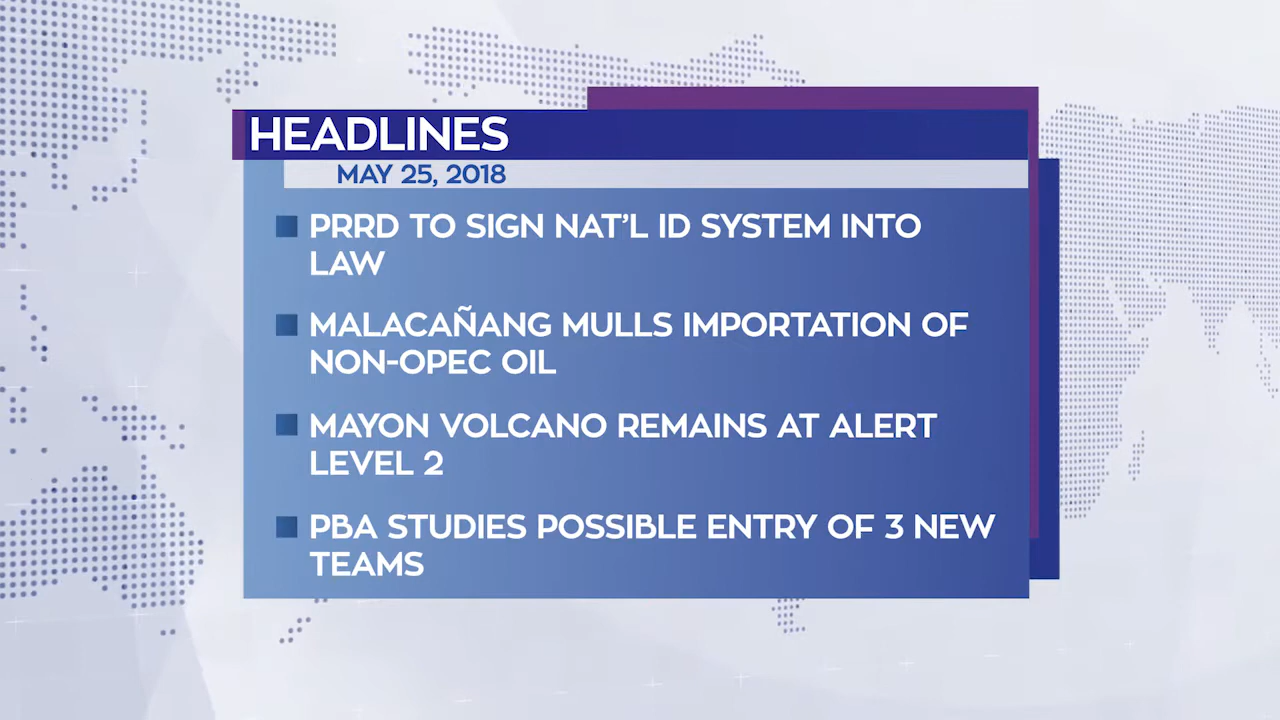 HEADLINES
MAY 25, 2018
PRRD TO SIGN NAT'L ID SYSTEM INTO
LAW
MALACAÑANG MULLS IMPORTATION OF
NON-OPEC OIL
MAYON VOLCANO REMAINS AT ALERT
LEVEL 2
PBA STUDIES POSSIBLE ENTRY OF 3 NEW
TEAMS